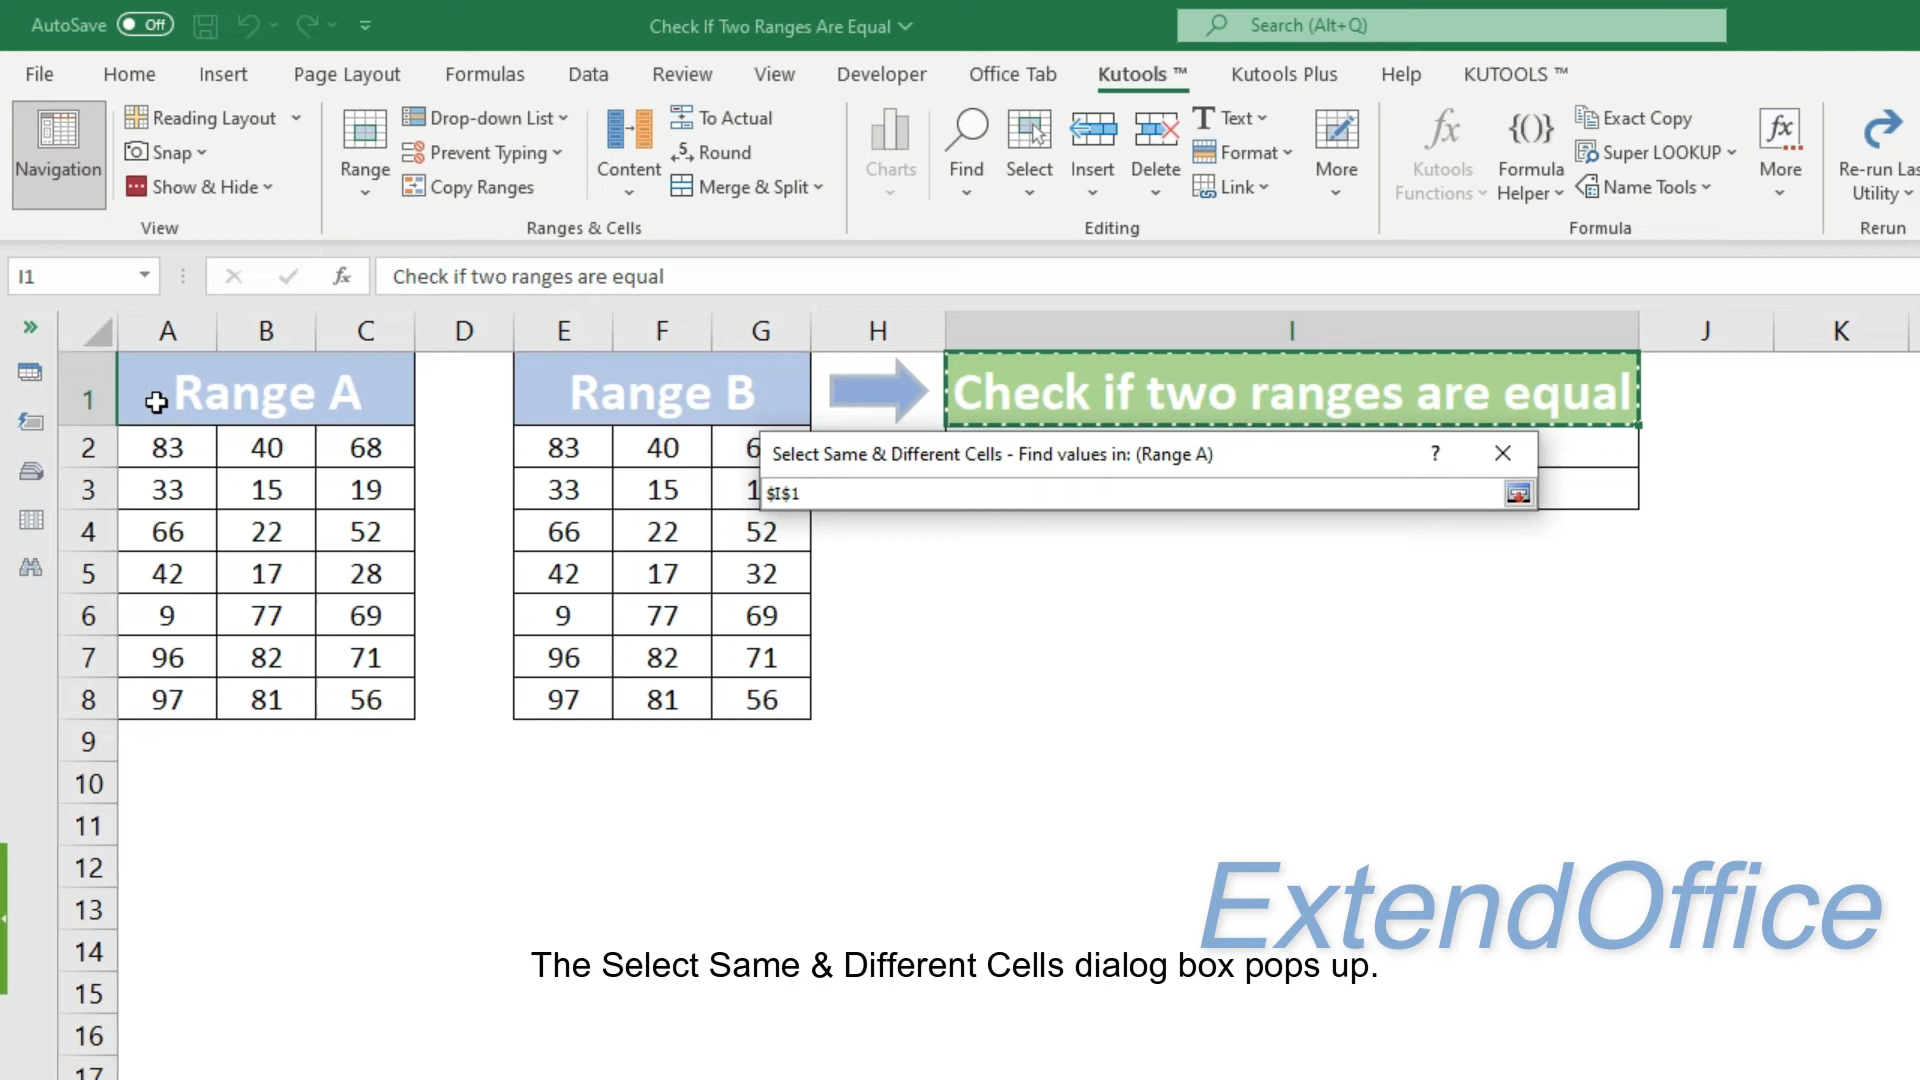 AutoSave Off Check If Two Ranges Are Equal Search (Alt+Q)
File Home Insert Page Layout Formulas Data Review View Developer Office Tab Kutools ™ Kutools Plus Help KUTOOLS ™
Navigation
Reading Layout
Snap
Show & Hide
View
Range
Drop-down List
Prevent Typing
Copy Ranges
Content
To Actual
Round
Merge & Split
Ranges & Cells
Charts
Find
Select
Insert
Delete
Text
Format
Link
More
Editing
Kutools Functions
Formula Helper
Exact Copy
Super LOOKUP
Name Tools
More
Formula
Re-run Las
Utility
Rerun
I1 fx Check if two ranges are equal
A B C D E F G H I J K
1 Range A Range B Check if two ranges are equal
2 83 40 68 83 40 6
3 33 15 19 33 15 1
Select Same & Different Cells - Find values in: (Range A) ?
$I$1
4 66 22 52 66 22 52
5 42 17 28 42 17 32
6 9 77 69 9 77 69
7 96 82 71 96 82 71
8 97 81 56 97 81 56
9
10
11
12
13
14
15
16
17
ExtendOffice
The Select Same & Different Cells dialog box pops up.